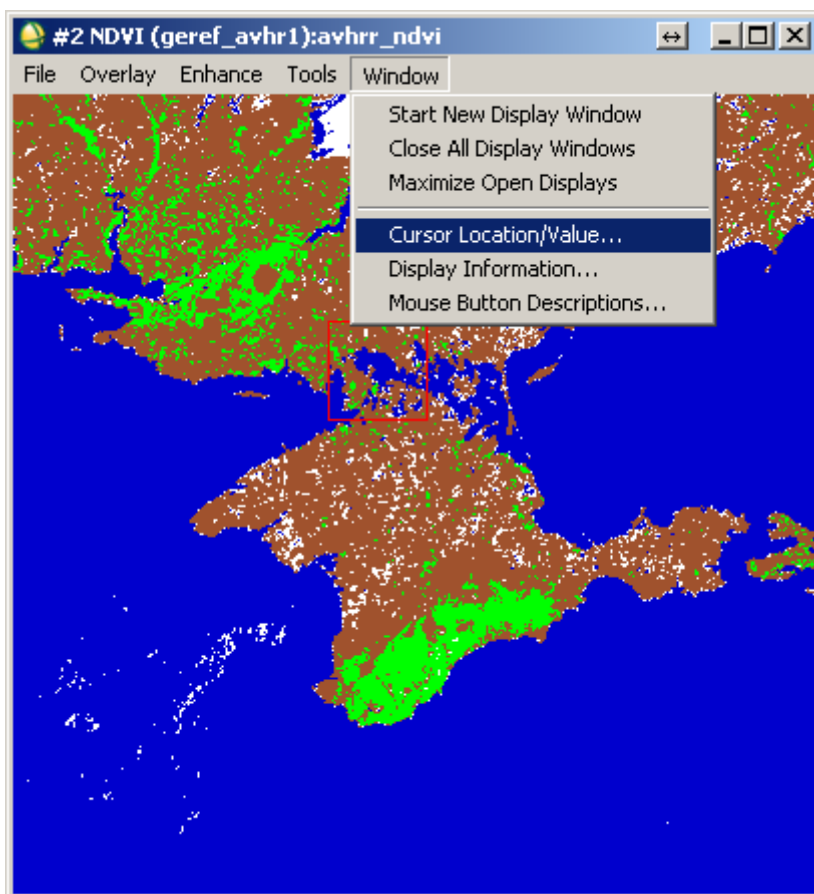 #2 NDVI (geref_avhr1):avhrr_ndvi
File Overlay Enhance Tools Window
Start New Display Window
Close All Display Windows
Maximize Open Displays
Cursor Location/Value...
Display Information...
Mouse Button Descriptions...